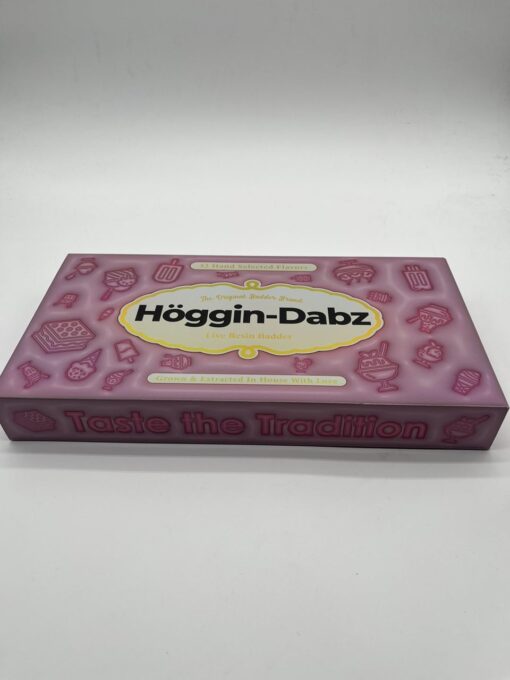 32 Hand Selected Flavors
The Original Badder Brand
Höggin-Dabz
Live Resin Badder
Grown & Extracted In House With Love
Taste the Tradition